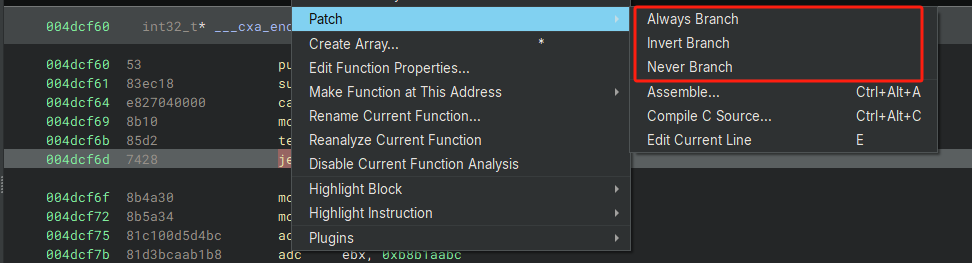 004dcf60 int32_t* ___cxa_enc
004dcf60 53 pu
004dcf61 83ec18 su
004dcf64 e827040000 ca
004dcf69 8b10 mo
004dcf6b 85d2 te
004dcf6d 7428 je
004dcf6f 8b4a30 mo
004dcf72 8b5a34 mo
004dcf75 81c100d5d4bc ad
004dcf7b 81d3bcaab1b8 adc ebx, 0xb8b1aabc
Patch
Create Array... *
Edit Function Properties...
Make Function at This Address
Rename Current Function...
Reanalyze Current Function
Disable Current Function Analysis
Highlight Block
Highlight Instruction
Plugins
Always Branch
Invert Branch
Never Branch
Assemble... Ctrl+Alt+A
Compile C Source... Ctrl+Alt+C
Edit Current Line E